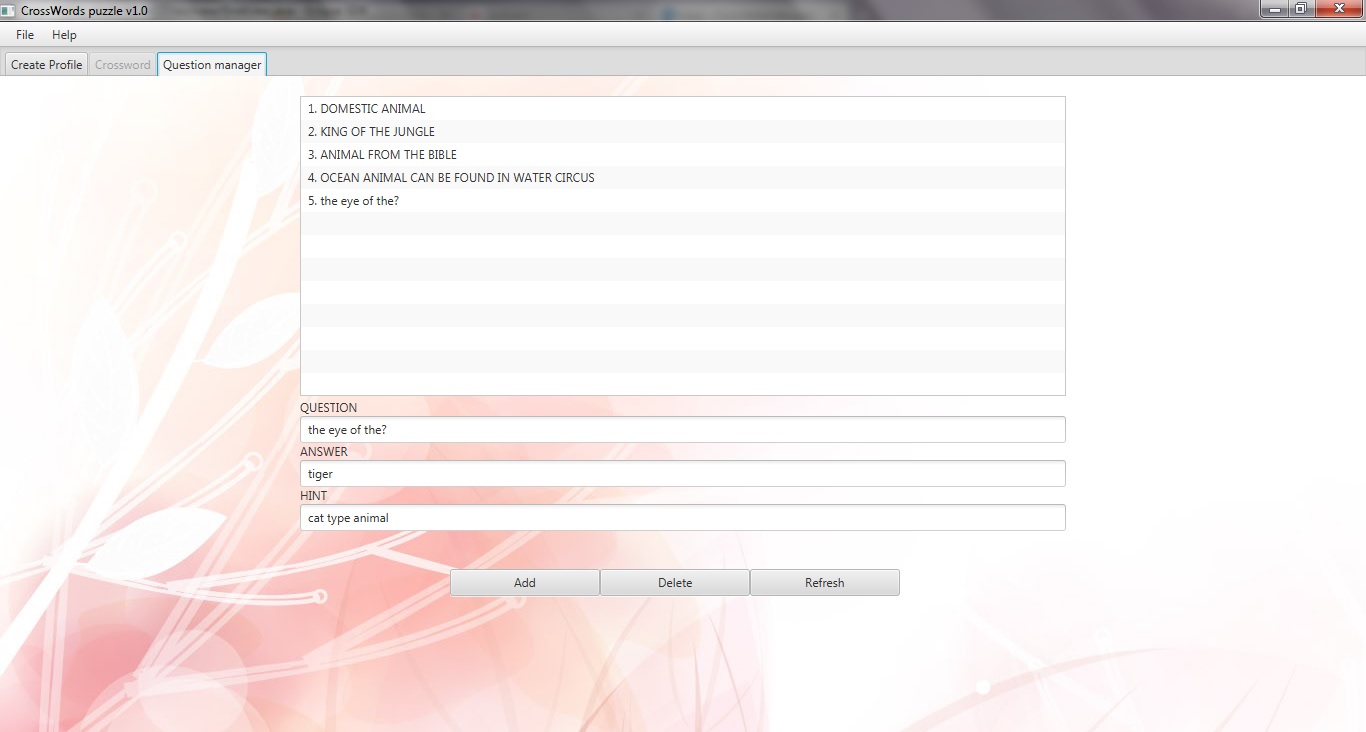 CrossWords puzzle v1.0
File Help
Create Profile Crossword Question manager
1. DOMESTIC ANIMAL
2. KING OF THE JUNGLE
3. ANIMAL FROM THE BIBLE
4. OCEAN ANIMAL CAN BE FOUND IN WATER CIRCUS
5. the eye of the?
QUESTION
the eye of the?
ANSWER
tiger
HINT
cat type animal
Add Delete Refresh